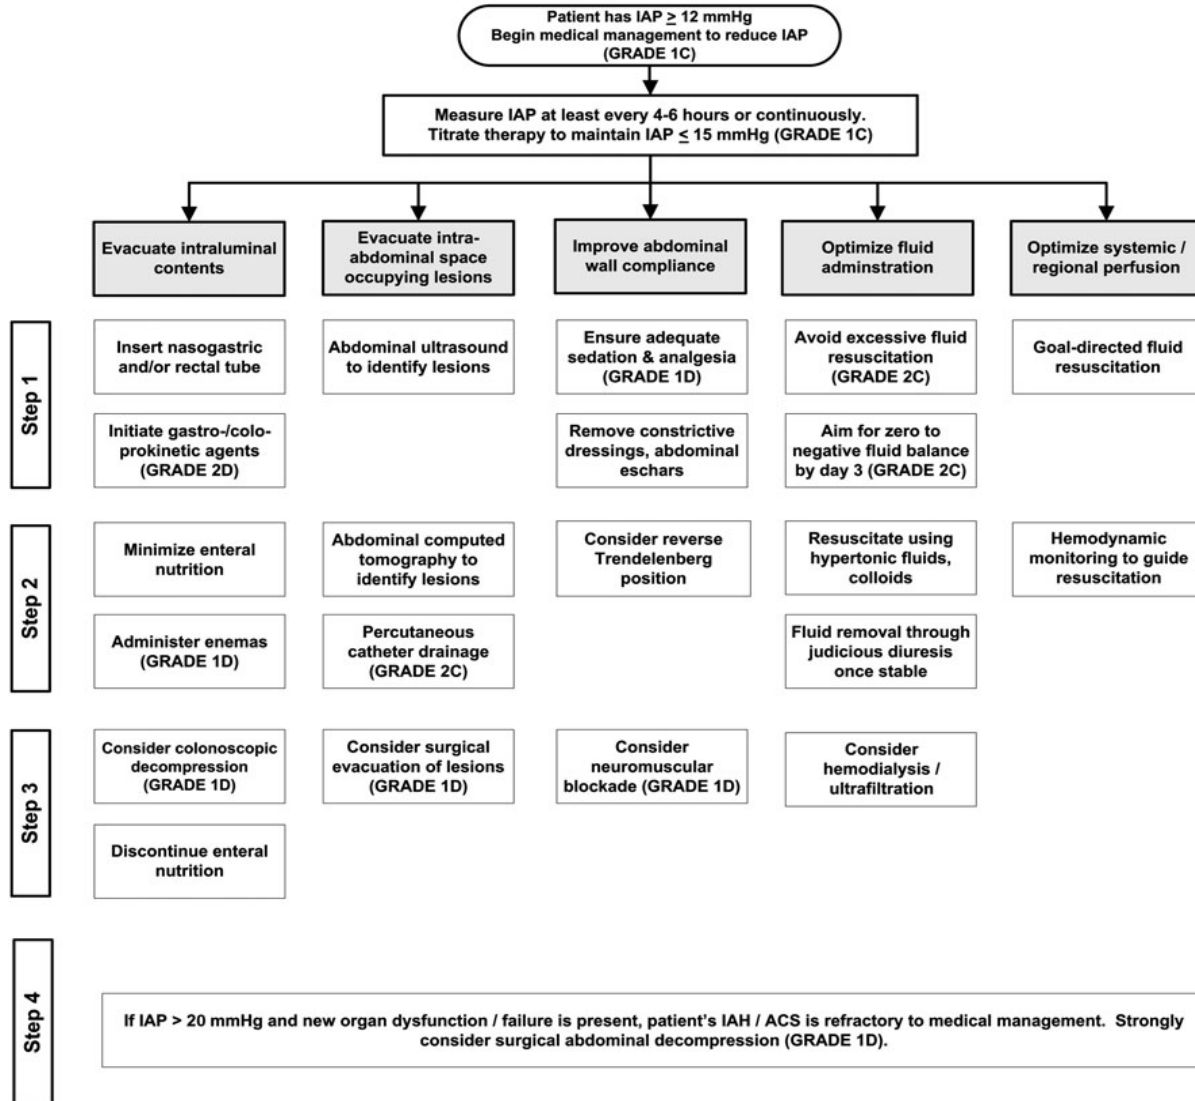 Patient has IAP ≥ 12 mmHg
Begin medical management to reduce IAP
(GRADE 1C)
Measure IAP at least every 4-6 hours or continuously.
Titrate therapy to maintain IAP ≤ 15 mmHg (GRADE 1C)
Evacuate intraluminal
contents
Evacuate intra-
abdominal space
occupying lesions
Improve abdominal
wall compliance
Optimize fluid
adminstration
Optimize systemic /
regional perfusion
Step 1
Insert nasogastric
and/or rectal tube
Abdominal ultrasound
to identify lesions
Ensure adequate
sedation & analgesia
(GRADE 1D)
Avoid excessive fluid
resuscitation
(GRADE 2C)
Goal-directed fluid
resuscitation
Initiate gastro-/colo-
prokinetic agents
(GRADE 2D)
Remove constrictive
dressings, abdominal
eschars
Aim for zero to
negative fluid balance
by day 3 (GRADE 2C)
Step 2
Minimize enteral
nutrition
Abdominal computed
tomography to
identify lesions
Consider reverse
Trendelenberg
position
Resuscitate using
hypertonic fluids,
colloids
Hemodynamic
monitoring to guide
resuscitation
Administer enemas
(GRADE 1D)
Percutaneous
catheter drainage
(GRADE 2C)
Fluid removal through
judicious diuresis
once stable
Step 3
Consider colonoscopic
decompression
(GRADE 1D)
Consider surgical
evacuation of lesions
(GRADE 1D)
Consider
neuromuscular
blockade (GRADE 1D)
Consider
hemodialysis /
ultrafiltration
Discontinue enteral
nutrition
Step 4
If IAP > 20 mmHg and new organ dysfunction / failure is present, patient's IAH / ACS is refractory to medical management. Strongly
consider surgical abdominal decompression (GRADE 1D).